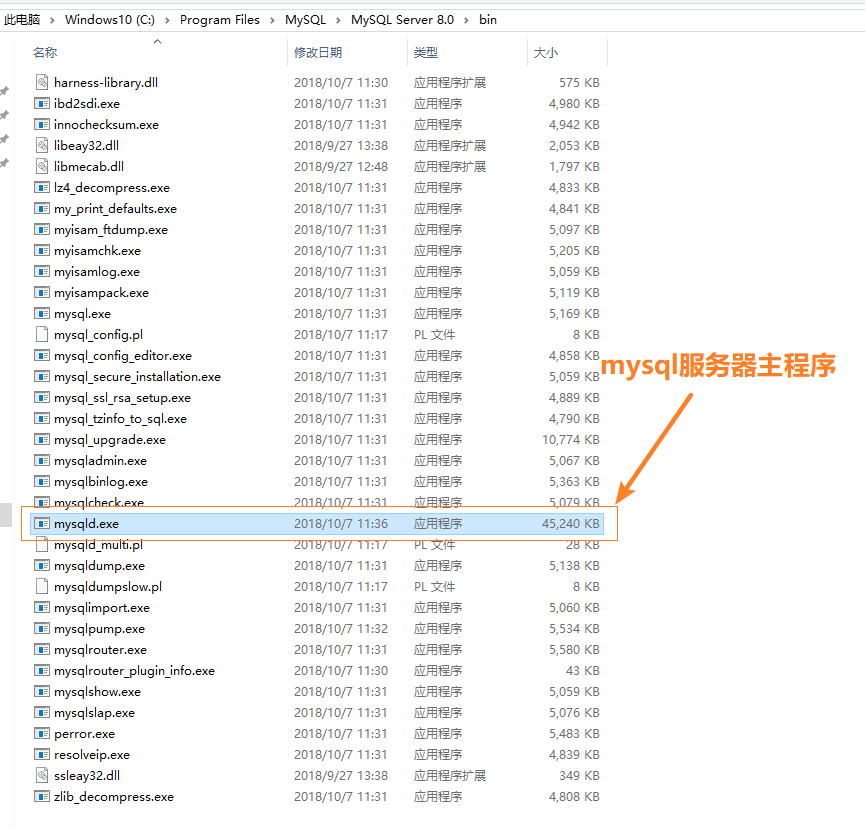 此电脑 > Windows10 (C:) > Program Files > MySQL > MySQL Server 8.0 > bin
名称 修改日期 类型 大小
harness-library.dll 2018/10/7 11:30 应用程序扩展 575 KB
ibd2sdi.exe 2018/10/7 11:31 应用程序 4,980 KB
innochecksum.exe 2018/10/7 11:31 应用程序 4,942 KB
libeay32.dll 2018/9/27 13:38 应用程序扩展 2,053 KB
libmecab.dll 2018/9/27 12:48 应用程序扩展 1,797 KB
lz4_decompress.exe 2018/10/7 11:31 应用程序 4,833 KB
my_print_defaults.exe 2018/10/7 11:31 应用程序 4,841 KB
myisam_ftdump.exe 2018/10/7 11:31 应用程序 5,097 KB
myisamchk.exe 2018/10/7 11:31 应用程序 5,205 KB
myisamlog.exe 2018/10/7 11:31 应用程序 5,059 KB
myisampack.exe 2018/10/7 11:31 应用程序 5,119 KB
mysql.exe 2018/10/7 11:31 应用程序 5,169 KB
mysql_config.pl 2018/10/7 11:17 PL 文件 8 KB
mysql_config_editor.exe 2018/10/7 11:31 应用程序 4,858 KB
mysql服务器主程序
mysql_secure_installation.exe 2018/10/7 11:31 应用程序 5,059 KB
mysql_ssl_rsa_setup.exe 2018/10/7 11:31 应用程序 4,889 KB
mysql_tzinfo_to_sql.exe 2018/10/7 11:31 应用程序 4,790 KB
mysql_upgrade.exe 2018/10/7 11:31 应用程序 10,774 KB
mysqladmin.exe 2018/10/7 11:31 应用程序 5,067 KB
mysqlbinlog.exe 2018/10/7 11:31 应用程序 5,363 KB
mysqlcheck.exe 2018/10/7 11:31 应用程序 5,079 KB
mysqld.exe 2018/10/7 11:36 应用程序 45,240 KB
mysqld_multi.pl 2018/10/7 11:17 PL 文件 28 KB
mysqldump.exe 2018/10/7 11:31 应用程序 5,138 KB
mysqldumpslow.pl 2018/10/7 11:17 PL 文件 8 KB
mysqlimport.exe 2018/10/7 11:31 应用程序 5,060 KB
mysqlpump.exe 2018/10/7 11:32 应用程序 5,534 KB
mysqlrouter.exe 2018/10/7 11:31 应用程序 5,580 KB
mysqlrouter_plugin_info.exe 2018/10/7 11:30 应用程序 43 KB
mysqlshow.exe 2018/10/7 11:31 应用程序 5,059 KB
mysqlslap.exe 2018/10/7 11:31 应用程序 5,076 KB
perror.exe 2018/10/7 11:31 应用程序 5,483 KB
resolveip.exe 2018/10/7 11:31 应用程序 4,839 KB
ssleay32.dll 2018/9/27 13:38 应用程序扩展 349 KB
zlib_decompress.exe 2018/10/7 11:31 应用程序 4,808 KB